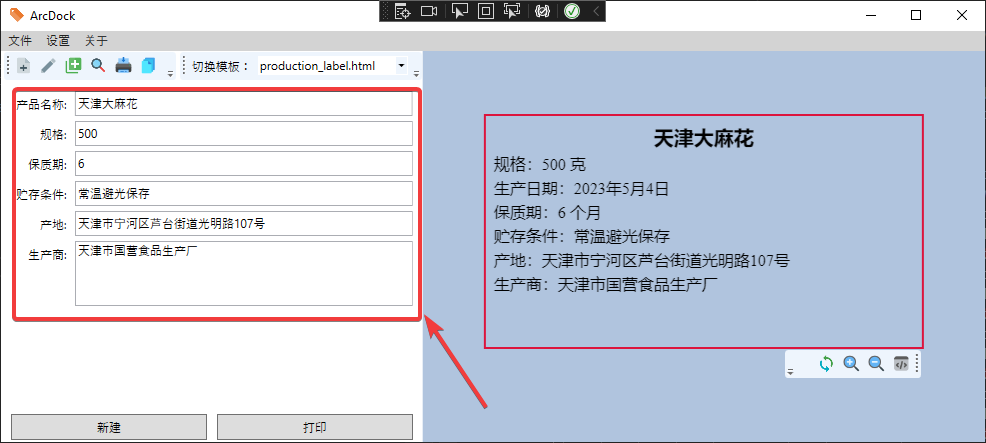 ArcDock
文件 设置 关于
切换模板： production_label.html
产品名称: 天津大麻花
规格: 500
保质期: 6
贮存条件: 常温避光保存
产地: 天津市宁河区芦台街道光明路107号
生产商: 天津市国营食品生产厂
新建 打印
天津大麻花
规格：500 克
生产日期：2023年5月4日
保质期：6 个月
贮存条件：常温避光保存
产地：天津市宁河区芦台街道光明路107号
生产商：天津市国营食品生产厂